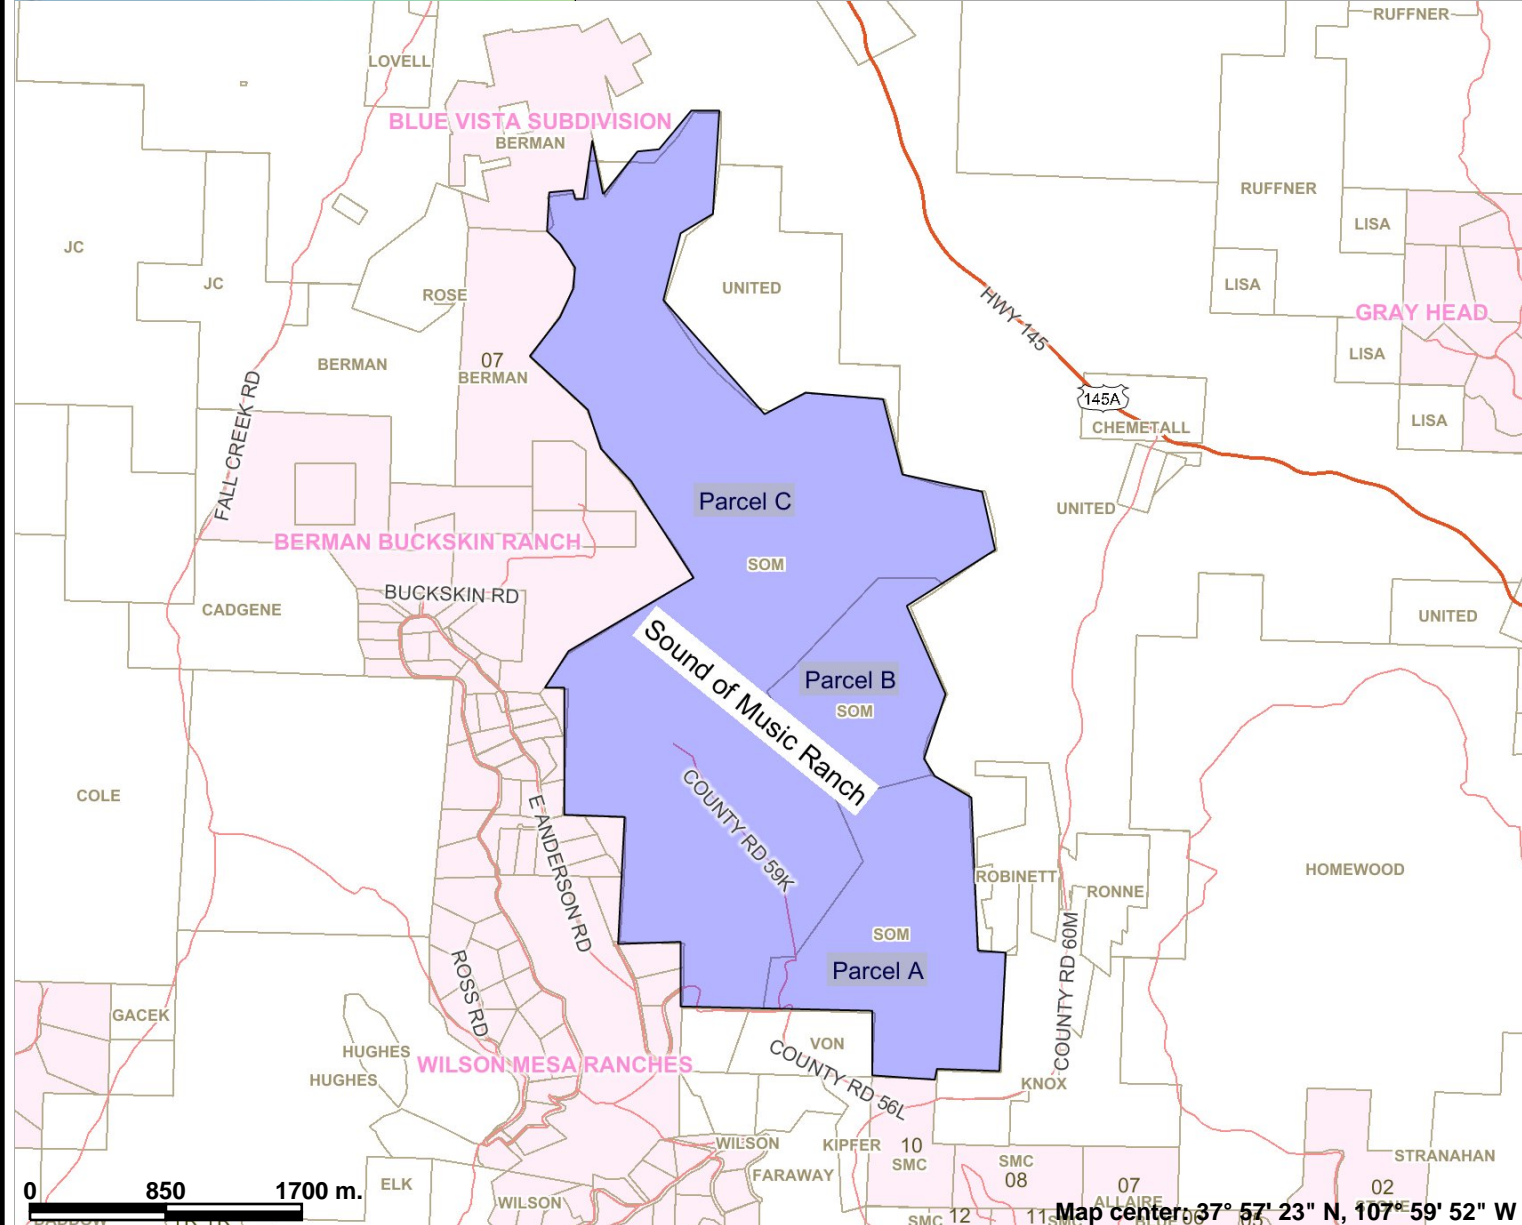 RUFFNER
LOVELL
BLUE VISTA SUBDIVISION
BERMAN
RUFFNER
LISA
JC
JC
UNITED
LISA
ROSE
HWY 145
GRAY HEAD
LISA
BERMAN
07
BERMAN
145A
LISA
CHEMETALL
FALL CREEK RD
Parcel C
UNITED
BERMAN BUCKSKIN RANCH
SOM
BUCKSKIN RD
CADGENE
UNITED
Sound of Music Ranch
Parcel B
SOM
COLE
COUNTY RD 59K
E ANDERSON RD
HOMEWOOD
ROBINETT
RONNE
SOM
Parcel A
ROSS RD
COUNTY RD 60M
GACEK
HUGHES
VON
WILSON MESA RANCHES
COUNTY RD 56L
HUGHES
KNOX
WILSON
KIPFER
10
SMC
SMC
08
STRANAHAN
FARAWAY
ELK
07
ALLAIRE
02
WILSON
0 850 1700 m.
SMC
12
11
SMC
Map center: 37° 57' 23" N, 107° 59' 52" W